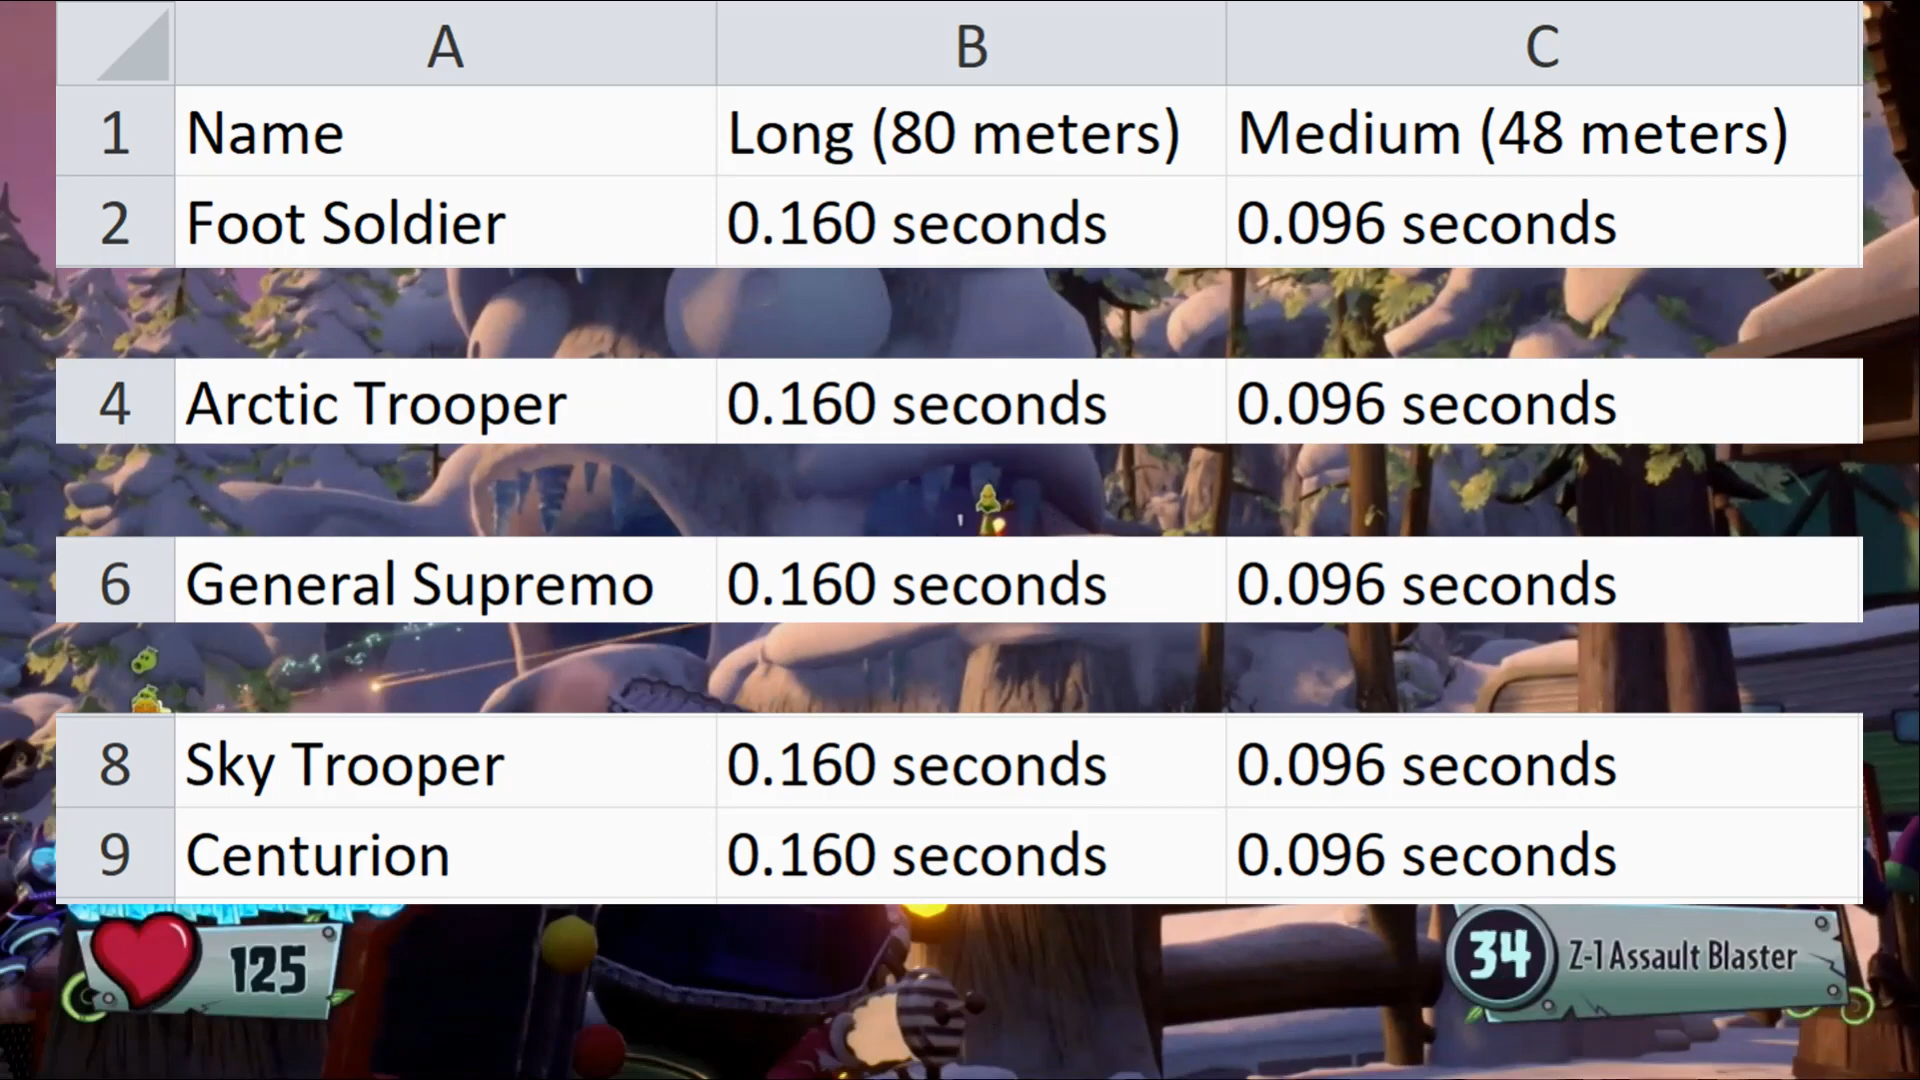 A B C
1 Name Long (80 meters) Medium (48 meters)
2 Foot Soldier 0.160 seconds 0.096 seconds
4 Arctic Trooper 0.160 seconds 0.096 seconds
6 General Supremo 0.160 seconds 0.096 seconds
8 Sky Trooper 0.160 seconds 0.096 seconds
9 Centurion 0.160 seconds 0.096 seconds
125
34 Z-1 Assault Blaster